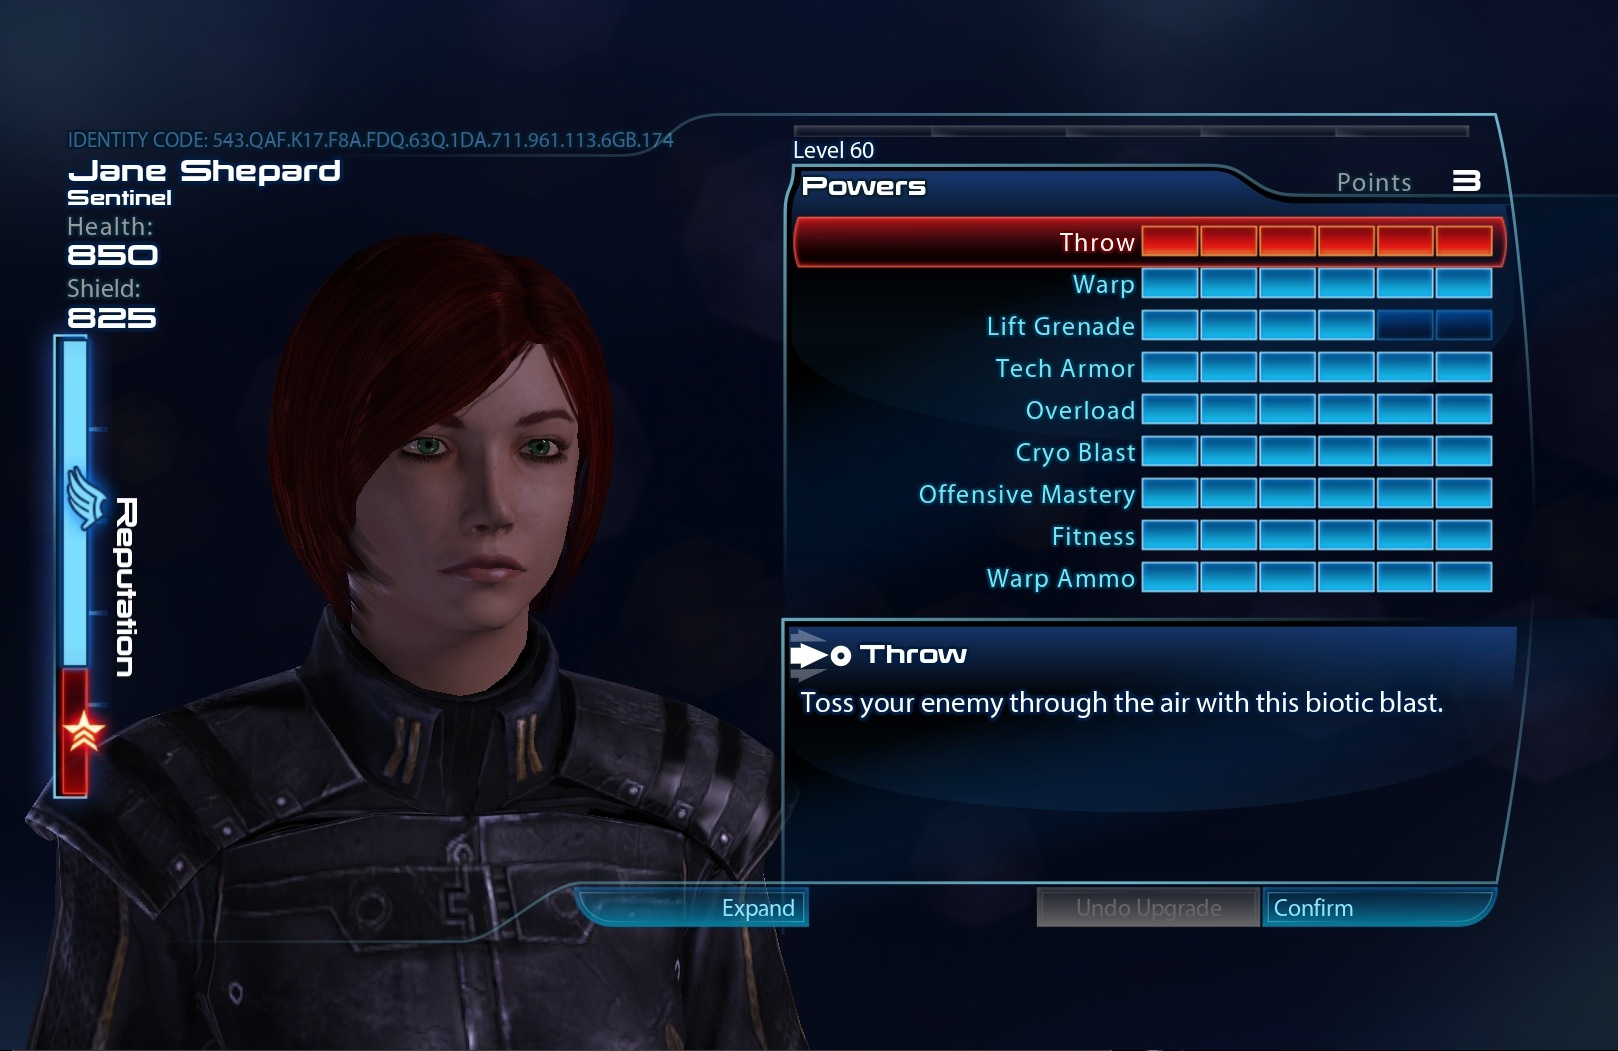 IDENTITY CODE: 543.QAF.K17.F8A.FDQ.63Q.1DA.711.961.113.6GB.174
Jane Shepard
Sentinel
Health:
850
Shield:
825
Reputation
Level 60
Powers
Points 3
Throw
Warp
Lift Grenade
Tech Armor
Overload
Cryo Blast
Offensive Mastery
Fitness
Warp Ammo
Throw
Toss your enemy through the air with this biotic blast.
Expand
Undo Upgrade
Confirm